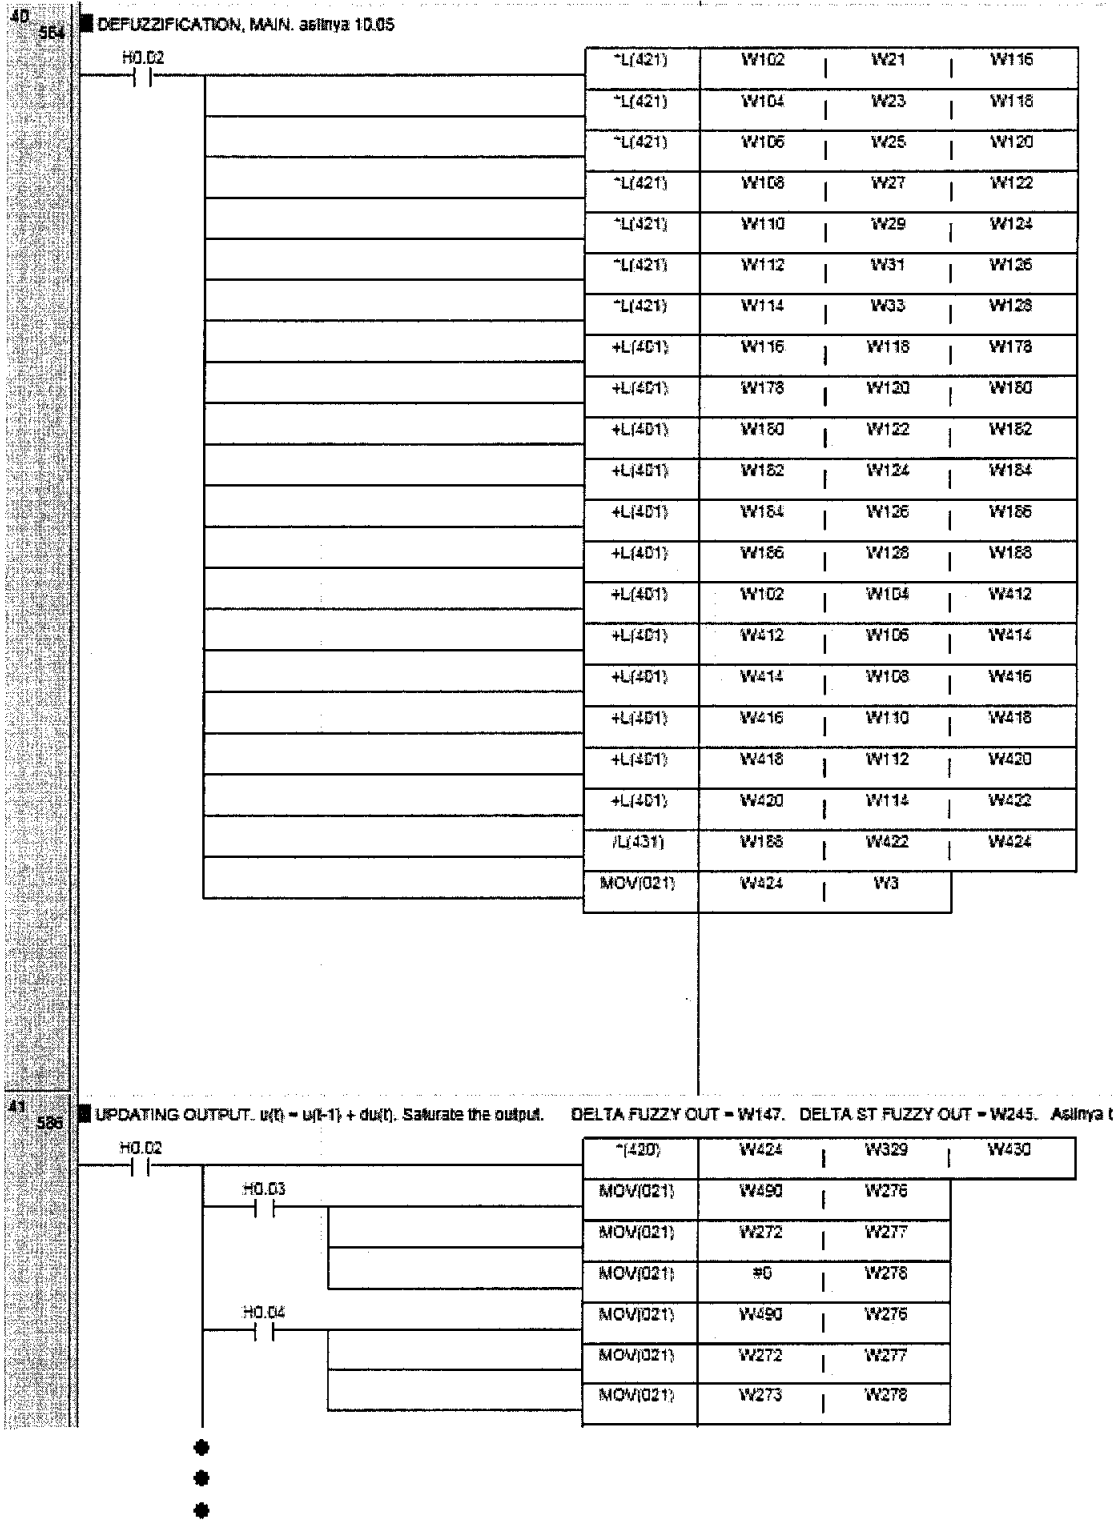 40
564
DEFUZZIFICATION, MAIN. aslinya 10.05
H0.02
*L(421) W102 W21 W116
*L(421) W104 W23 W118
*L(421) W106 W25 W120
*L(421) W108 W27 W122
*L(421) W110 W29 W124
*L(421) W112 W31 W126
*L(421) W114 W33 W128
+L(401) W116 W118 W178
+L(401) W178 W120 W180
+L(401) W180 W122 W182
+L(401) W182 W124 W184
+L(401) W184 W126 W186
+L(401) W186 W128 W188
+L(401) W102 W104 W412
+L(401) W412 W106 W414
+L(401) W414 W108 W416
+L(401) W416 W110 W418
+L(401) W418 W112 W420
+L(401) W420 W114 W422
/L(431) W188 W422 W424
MOV(021) W424 W3
41
586
UPDATING OUTPUT. u(t) = u(t-1) + du(t). Saturate the output. DELTA FUZZY OUT = W147. DELTA ST FUZZY OUT = W245. Aslinya
H0.02
*(420) W424 W329 W430
H0.03
MOV(021) W490 W276
MOV(021) W272 W277
MOV(021) #0 W278
H0.04
MOV(021) W490 W276
MOV(021) W272 W277
MOV(021) W273 W278